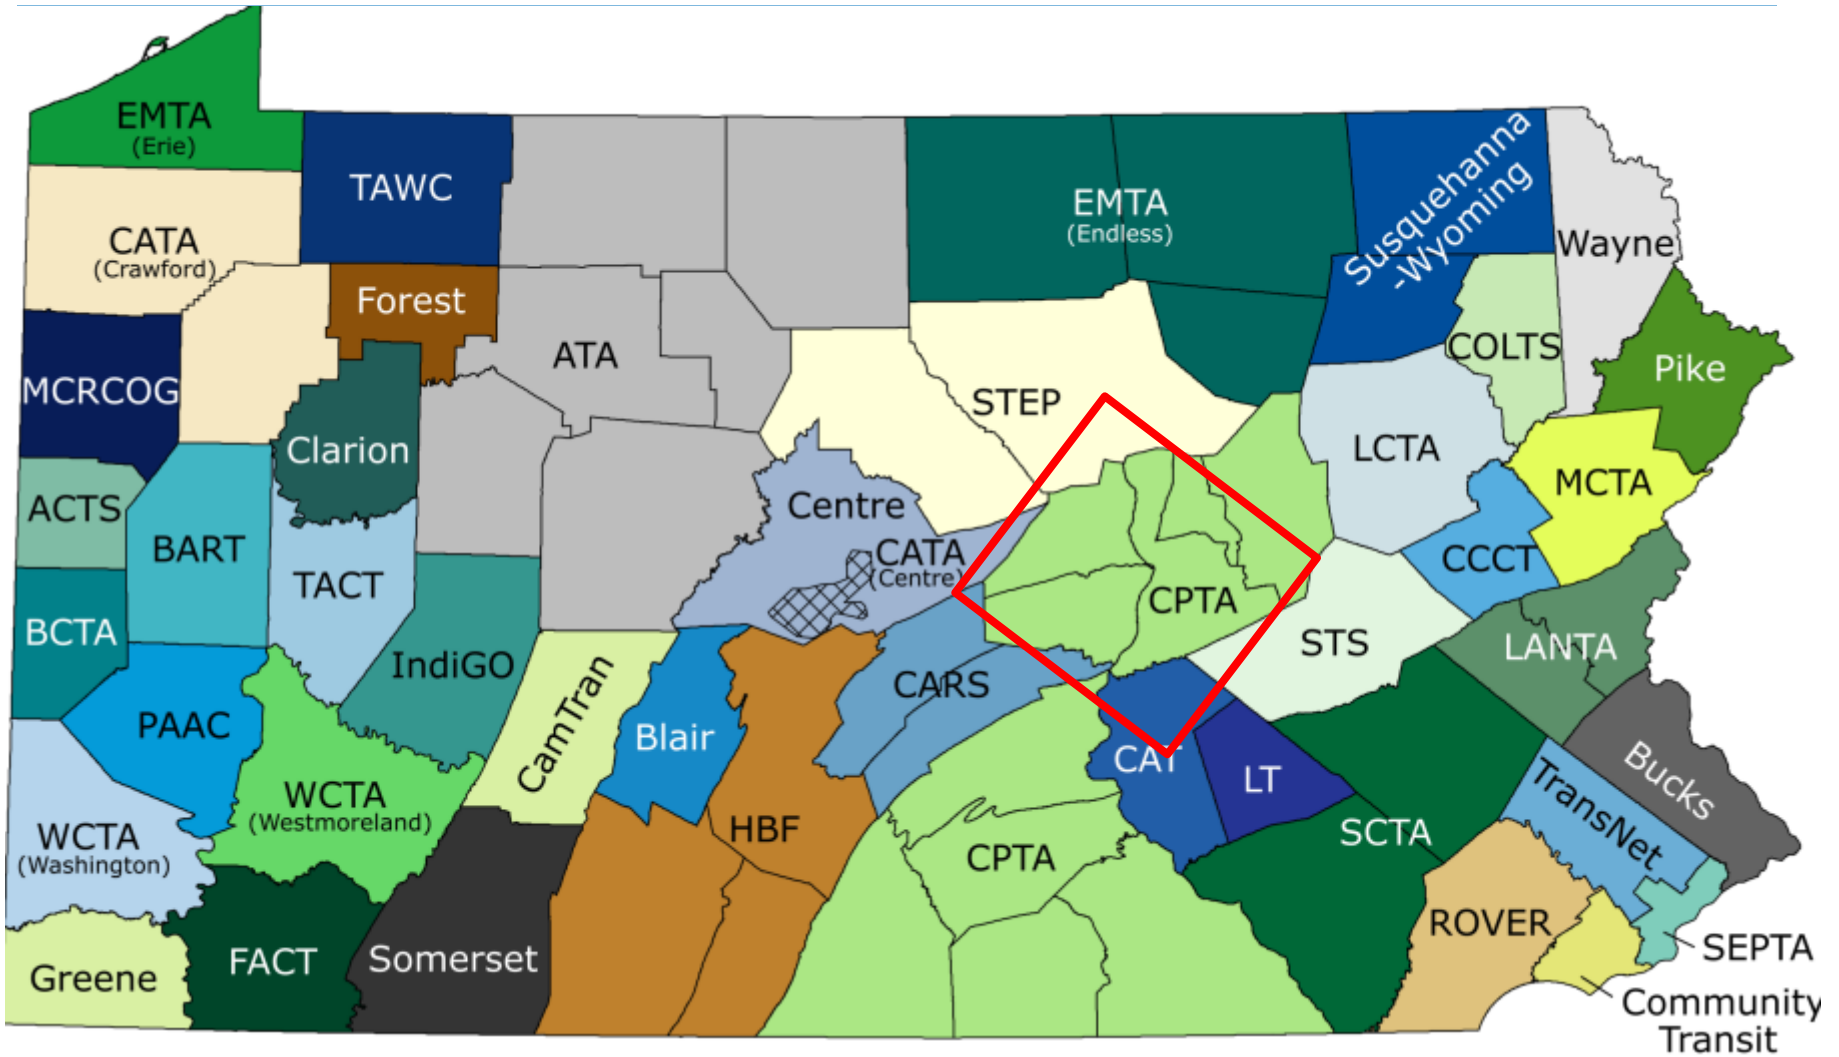 EMTA
(Erie)
TAWC
CATA
(Crawford)
Forest
MCRCOG
ATA
Clarion
ACTS
BART
TACT
BCTA
IndiGO
PAAC
WCTA
(Westmoreland)
WCTA
(Washington)
Greene
FACT
Somerset
CamTran
Blair
HBF
Centre
CATA
(Centre)
CARS
STEP
EMTA
(Endless)
Susquehanna
-Wyoming
Wayne
COLTS
Pike
LCTA
MCTA
CCCT
CPTA
STS
LANTA
CAT
LT
CPTA
SCTA
TransNet
Bucks
ROVER
SEPTA
Community
Transit